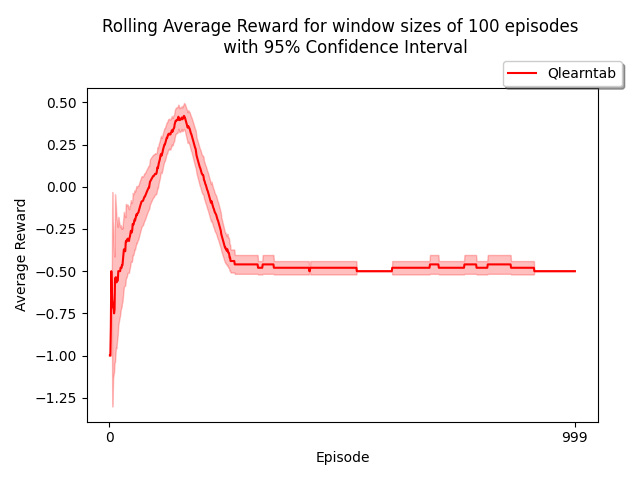 Rolling Average Reward for window sizes of 100 episodes
with 95% Confidence Interval
Qlearntab
0.50
0.25
0.00
−0.25
−0.50
−0.75
−1.00
−1.25
Average Reward
0
999
Episode